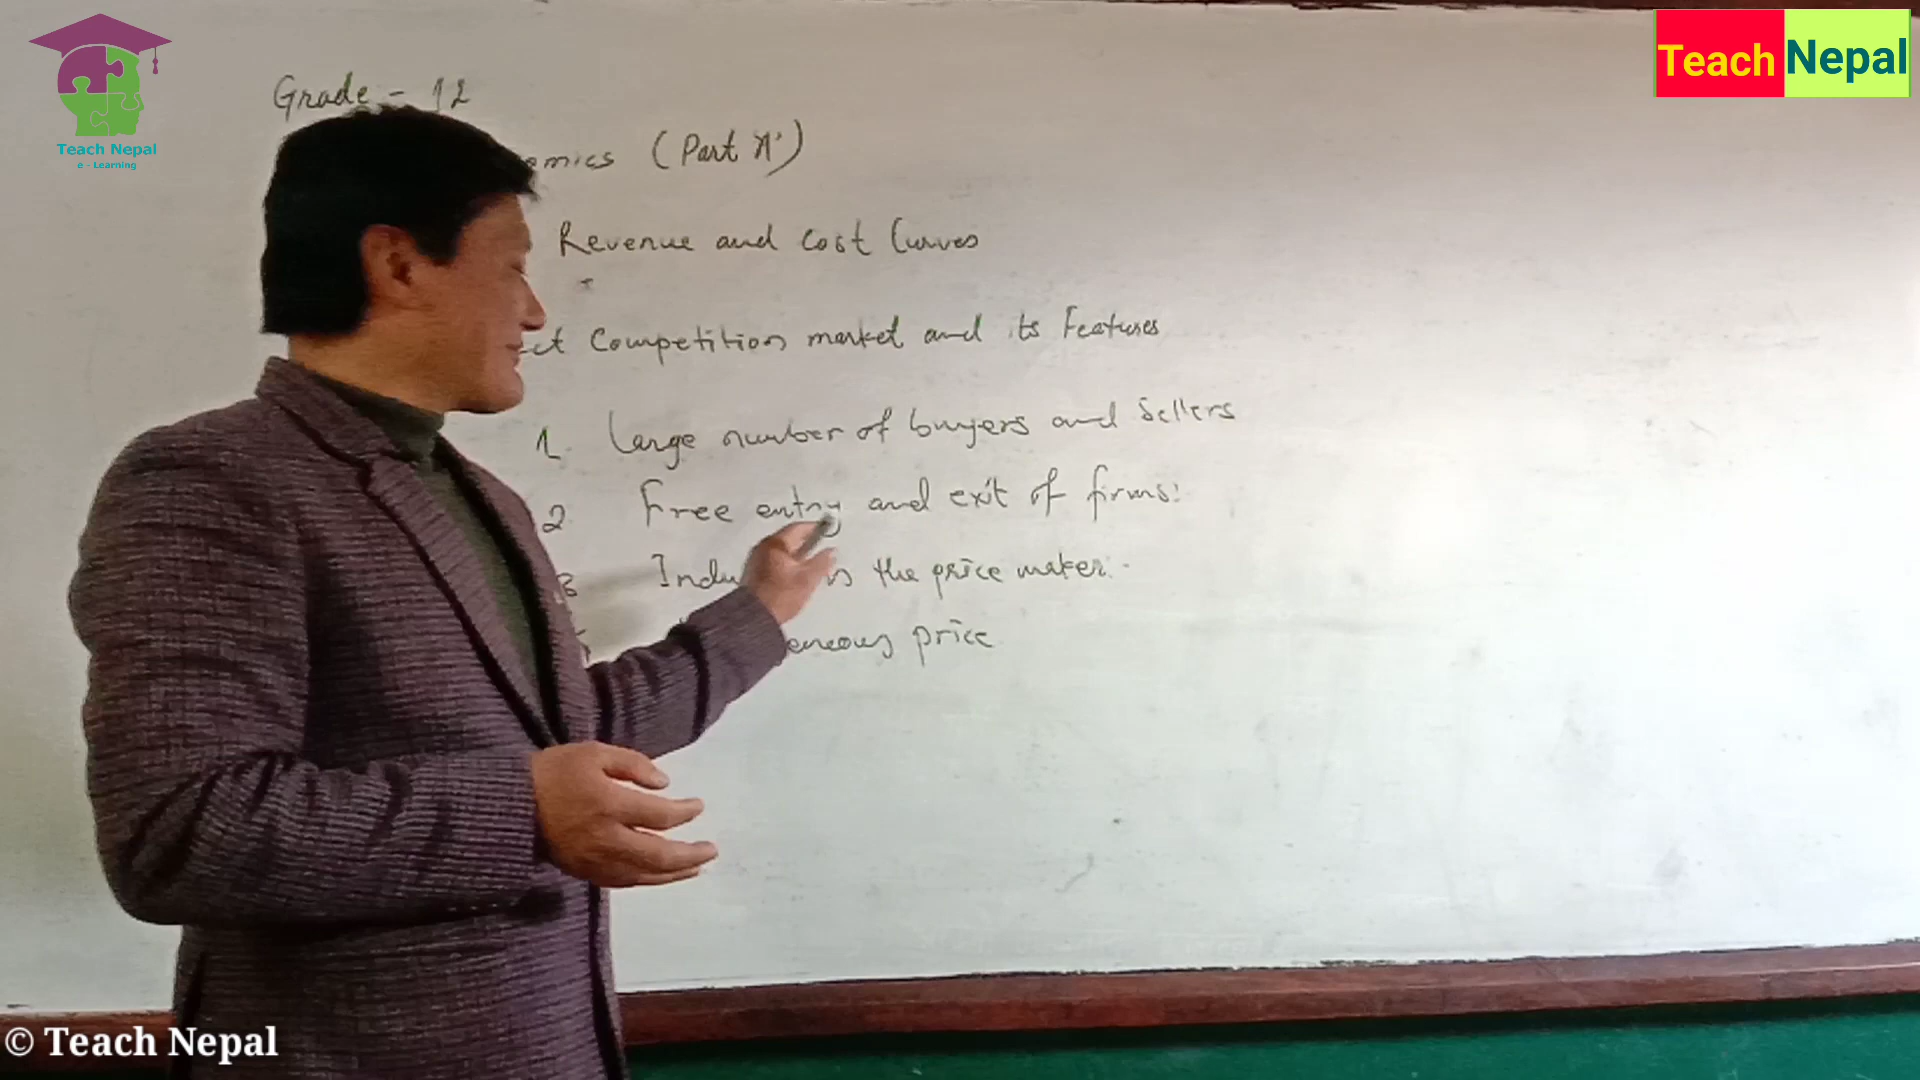 Teach Nepal
e - Learning
Teach Nepal
Grade - 12
omics (Part 'A')
Revenue and Cost Curves
ct Competition market and its Features
1. Large number of buyers and Sellers
2. Free entry and exit of firms.
3 Indu is the price maker.
eneous price
© Teach Nepal